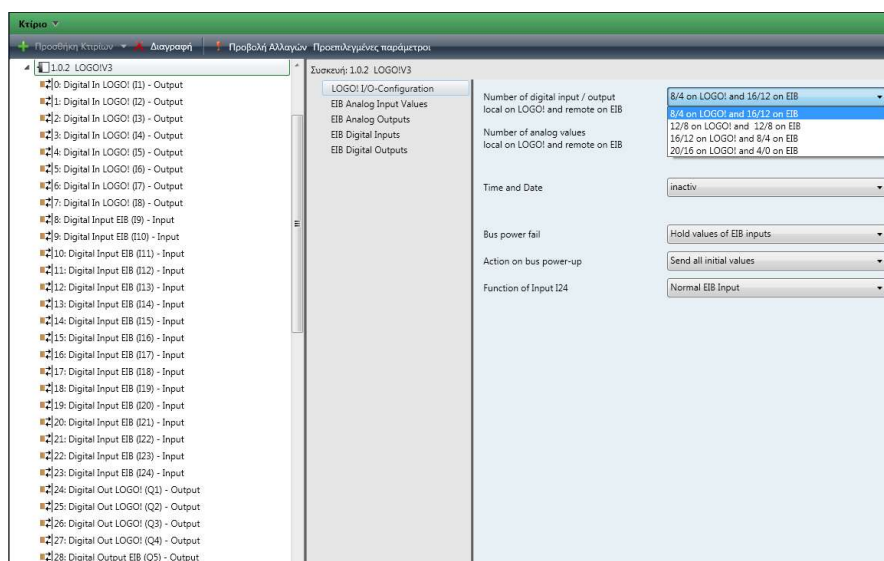 Κτίριο
Προσθήκη Κτιρίων Διαγραφή Προβολή Αλλαγών Προεπιλεγμένες παράμετροι
1.0.2 LOGO!V3
0: Digital In LOGO! (I1) - Output
1: Digital In LOGO! (I2) - Output
2: Digital In LOGO! (I3) - Output
3: Digital In LOGO! (I4) - Output
4: Digital In LOGO! (I5) - Output
5: Digital In LOGO! (I6) - Output
6: Digital In LOGO! (I7) - Output
7: Digital In LOGO! (I8) - Output
8: Digital Input EIB (I9) - Input
9: Digital Input EIB (I10) - Input
10: Digital Input EIB (I11) - Input
11: Digital Input EIB (I12) - Input
12: Digital Input EIB (I13) - Input
13: Digital Input EIB (I14) - Input
14: Digital Input EIB (I15) - Input
15: Digital Input EIB (I16) - Input
16: Digital Input EIB (I17) - Input
17: Digital Input EIB (I18) - Input
18: Digital Input EIB (I19) - Input
19: Digital Input EIB (I20) - Input
20: Digital Input EIB (I21) - Input
21: Digital Input EIB (I22) - Input
22: Digital Input EIB (I23) - Input
23: Digital Input EIB (I24) - Input
24: Digital Out LOGO! (Q1) - Output
25: Digital Out LOGO! (Q2) - Output
26: Digital Out LOGO! (Q3) - Output
27: Digital Out LOGO! (Q4) - Output
28: Digital Output EIB (Q5) - Output
Συσκευή: 1.0.2 LOGO!V3
LOGO! I/O-Configuration
EIB Analog Input Values
EIB Analog Outputs
EIB Digital Inputs
EIB Digital Outputs
Number of digital input / output
local on LOGO! and remote on EIB
8/4 on LOGO! and 16/12 on EIB
8/4 on LOGO! and 16/12 on EIB
12/8 on LOGO! and 12/8 on EIB
16/12 on LOGO! and 8/4 on EIB
20/16 on LOGO! and 4/0 on EIB
Number of analog values
local on LOGO! and remote on EIB
Time and Date
inactiv
Bus power fail
Hold values of EIB inputs
Action on bus power-up
Send all initial values
Function of Input I24
Normal EIB Input